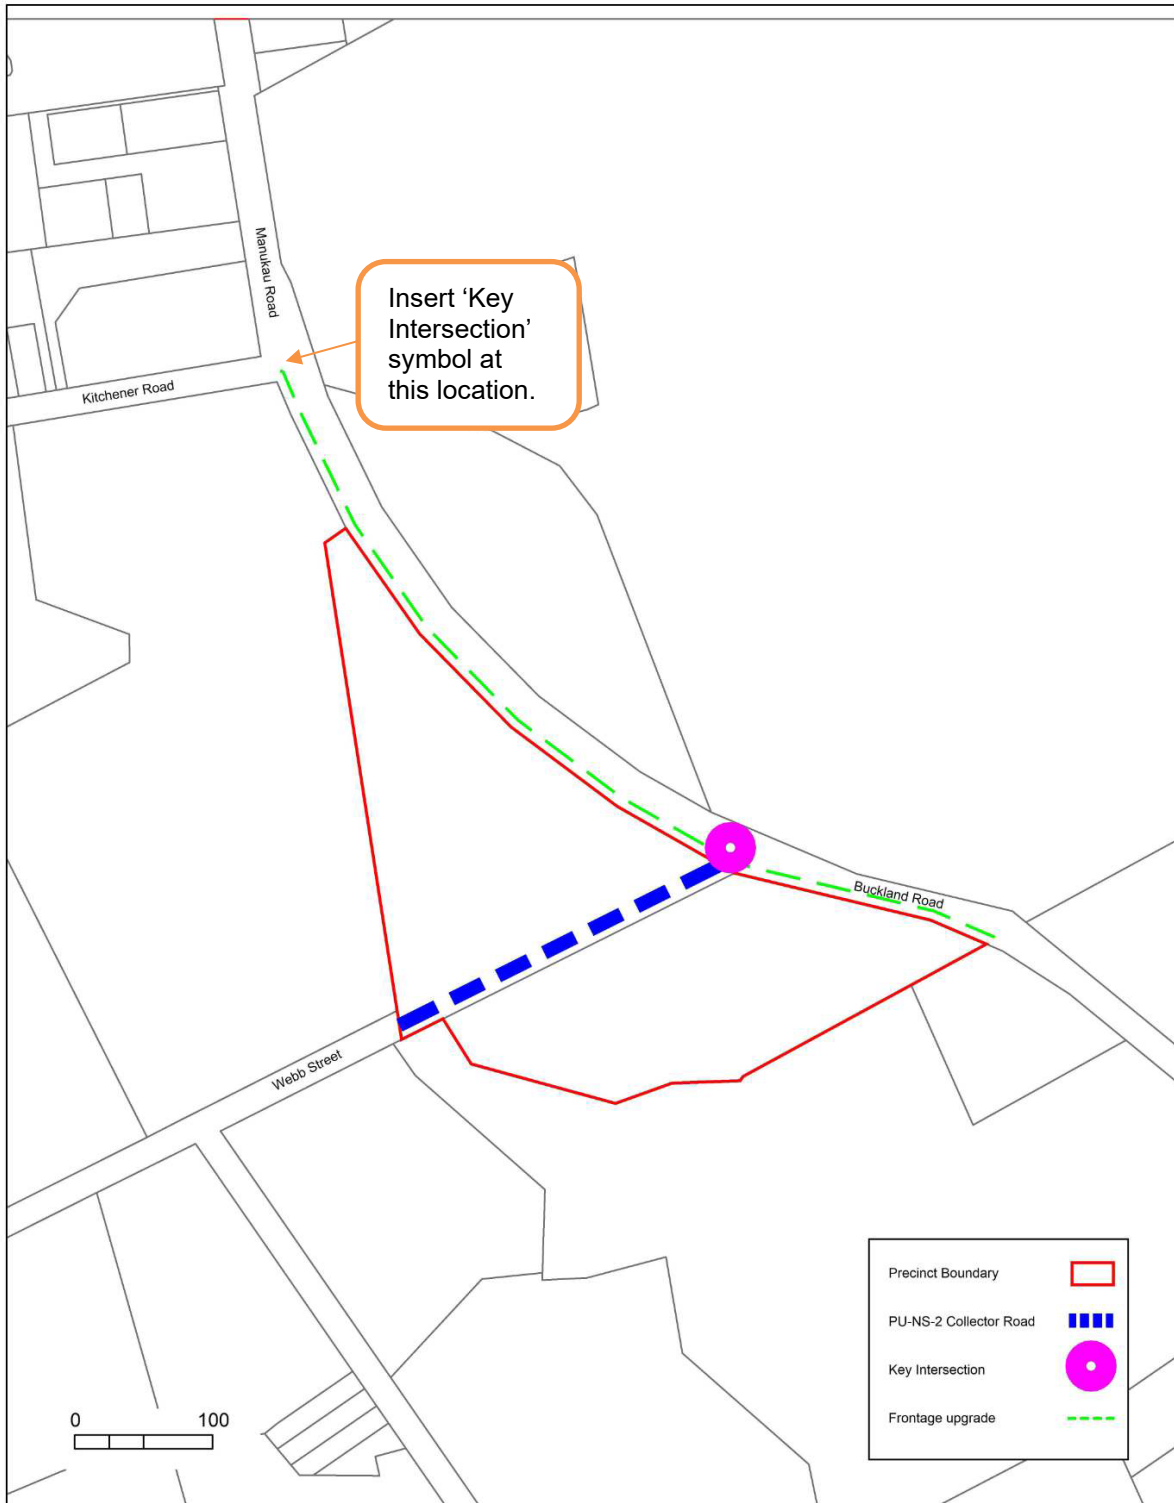 Manukau Road
Insert ‘Key
Intersection’
symbol at
this location.
Kitchener Road
Buckland Road
Webb Street
Precinct Boundary
PU-NS-2 Collector Road
Key Intersection
Frontage upgrade
0 100